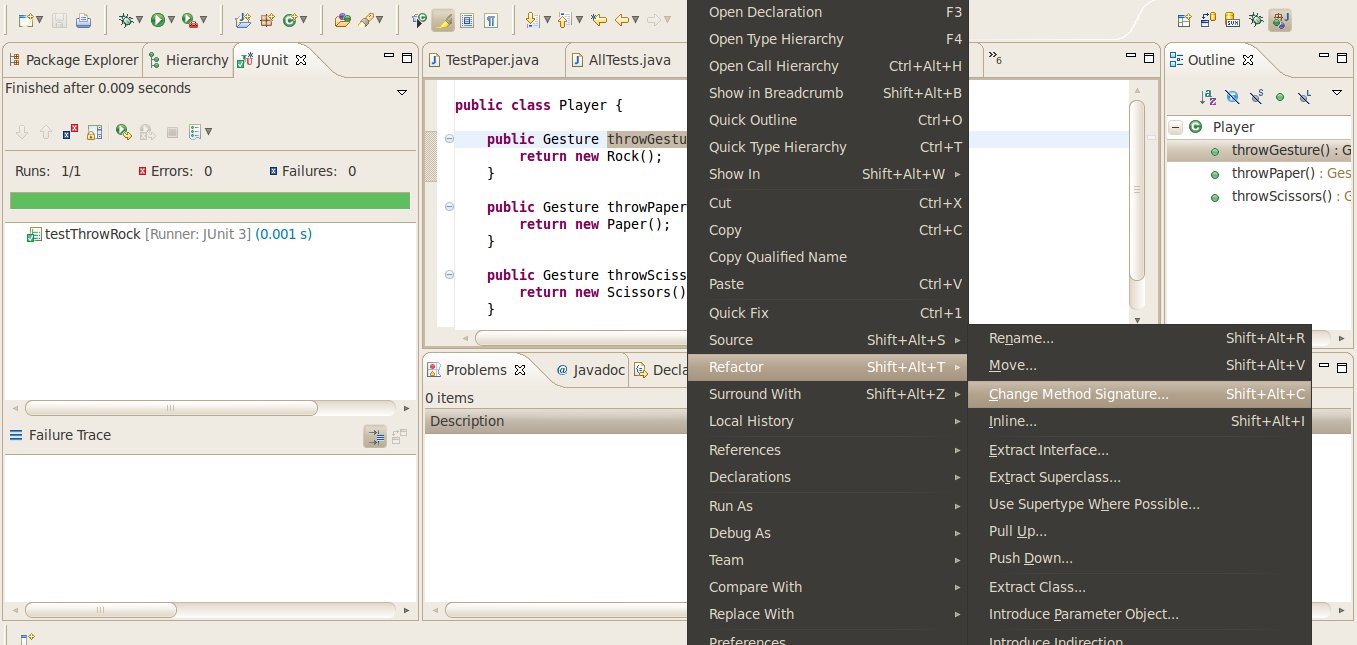 Package Explorer
Hierarchy
JUnit
Finished after 0.009 seconds
Runs: 1/1 Errors: 0 Failures: 0
testThrowRock [Runner: JUnit 3] (0.001 s)
Failure Trace
TestPaper.java
AllTests.java
6
public class Player {
public Gesture throwGestu
return new Rock();
}
public Gesture throwPaper
return new Paper();
}
public Gesture throwSciss
return new Scissors()
}
Problems
@ Javadoc
Decla
0 items
Description
Open Declaration F3
Open Type Hierarchy F4
Open Call Hierarchy Ctrl+Alt+H
Show in Breadcrumb Shift+Alt+B
Quick Outline Ctrl+O
Quick Type Hierarchy Ctrl+T
Show In Shift+Alt+W
Cut Ctrl+X
Copy Ctrl+C
Copy Qualified Name
Paste Ctrl+V
Quick Fix Ctrl+1
Source Shift+Alt+S
Refactor Shift+Alt+T
Surround With Shift+Alt+Z
Local History
References
Declarations
Run As
Debug As
Team
Compare With
Replace With
Preferences
Rename... Shift+Alt+R
Move... Shift+Alt+V
Change Method Signature... Shift+Alt+C
Inline... Shift+Alt+I
Extract Interface...
Extract Superclass...
Use Supertype Where Possible...
Pull Up...
Push Down...
Extract Class...
Introduce Parameter Object...
Introduce Indirection
Outline
Player
throwGesture() : G
throwPaper() : Ges
throwScissors() : G